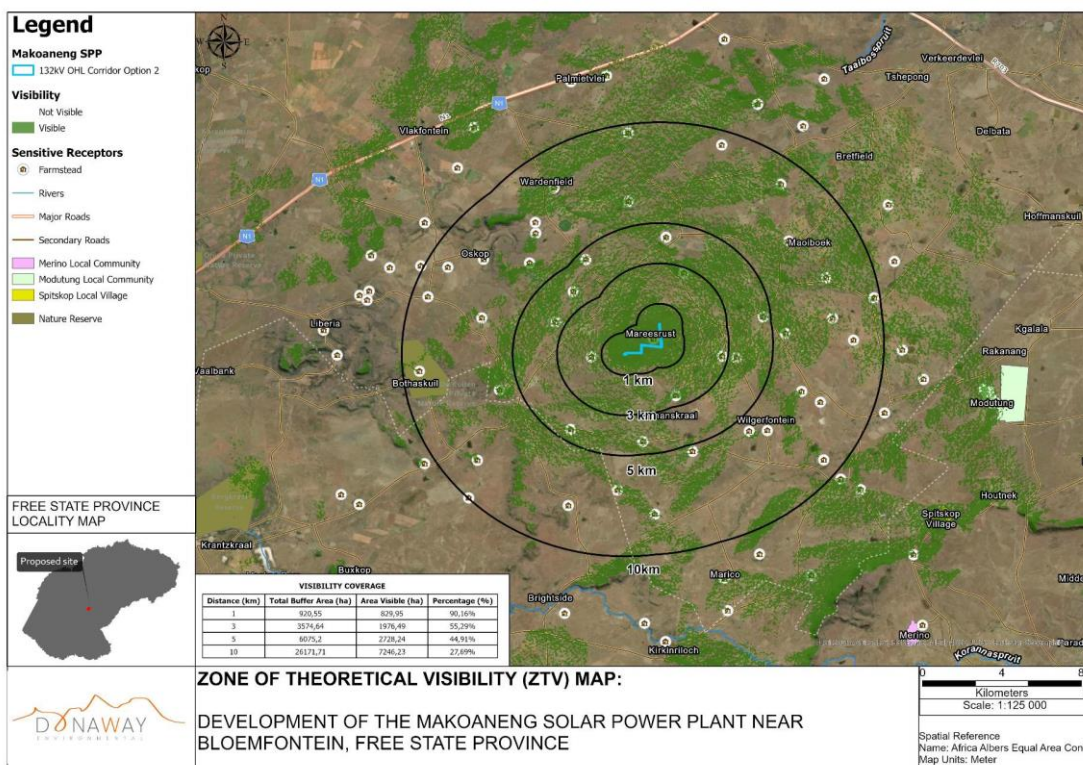 Legend
Makoaneng SPP
132kV OHL Corridor Option 2
Visibility
Not Visible
Visible
Sensitive Receptors
Farmstead
Rivers
Major Roads
Secondary Roads
Merino Local Community
Modutung Local Community
Spitskop Local Village
Nature Reserve
FREE STATE PROVINCE
LOCALITY MAP
Proposed site
Taaibosspruit
Verkeerdevlei
Tshepong
Palmietvlei
N1
N1
Vlakfontein
Delbata
Bretfield
N1
Wardenfield
Hoffmanskuil
N1
Oskop
Maoiboek
Liberia
Mareesrust
Kgalala
Rakanang
Vaalbank
Bothaskuil
1 km
Modutung
3 km
Wilgerfontein
5 km
Houtnek
Spitskop
Village
Krantzkraal
Buxkop
10km
Marico
Brightside
Merino
Kirkinriloch
Korannaspruit
VISIBILITY COVERAGE
Distance (km) Total Buffer Area (ha) Area Visible (ha) Percentage (%)
1 920,55 829,95 90,16%
3 3574,64 1976,49 55,29%
5 6075,2 2728,24 44,91%
10 26171,71 7246,23 27,69%
DONAWAY
ENVIRONMENTAL
ZONE OF THEORETICAL VISIBILITY (ZTV) MAP:
DEVELOPMENT OF THE MAKOANENG SOLAR POWER PLANT NEAR
BLOEMFONTEIN, FREE STATE PROVINCE
0 4 8
Kilometers
Scale: 1:125 000
Spatial Reference
Name: Africa Albers Equal Area Con
Map Units: Meter